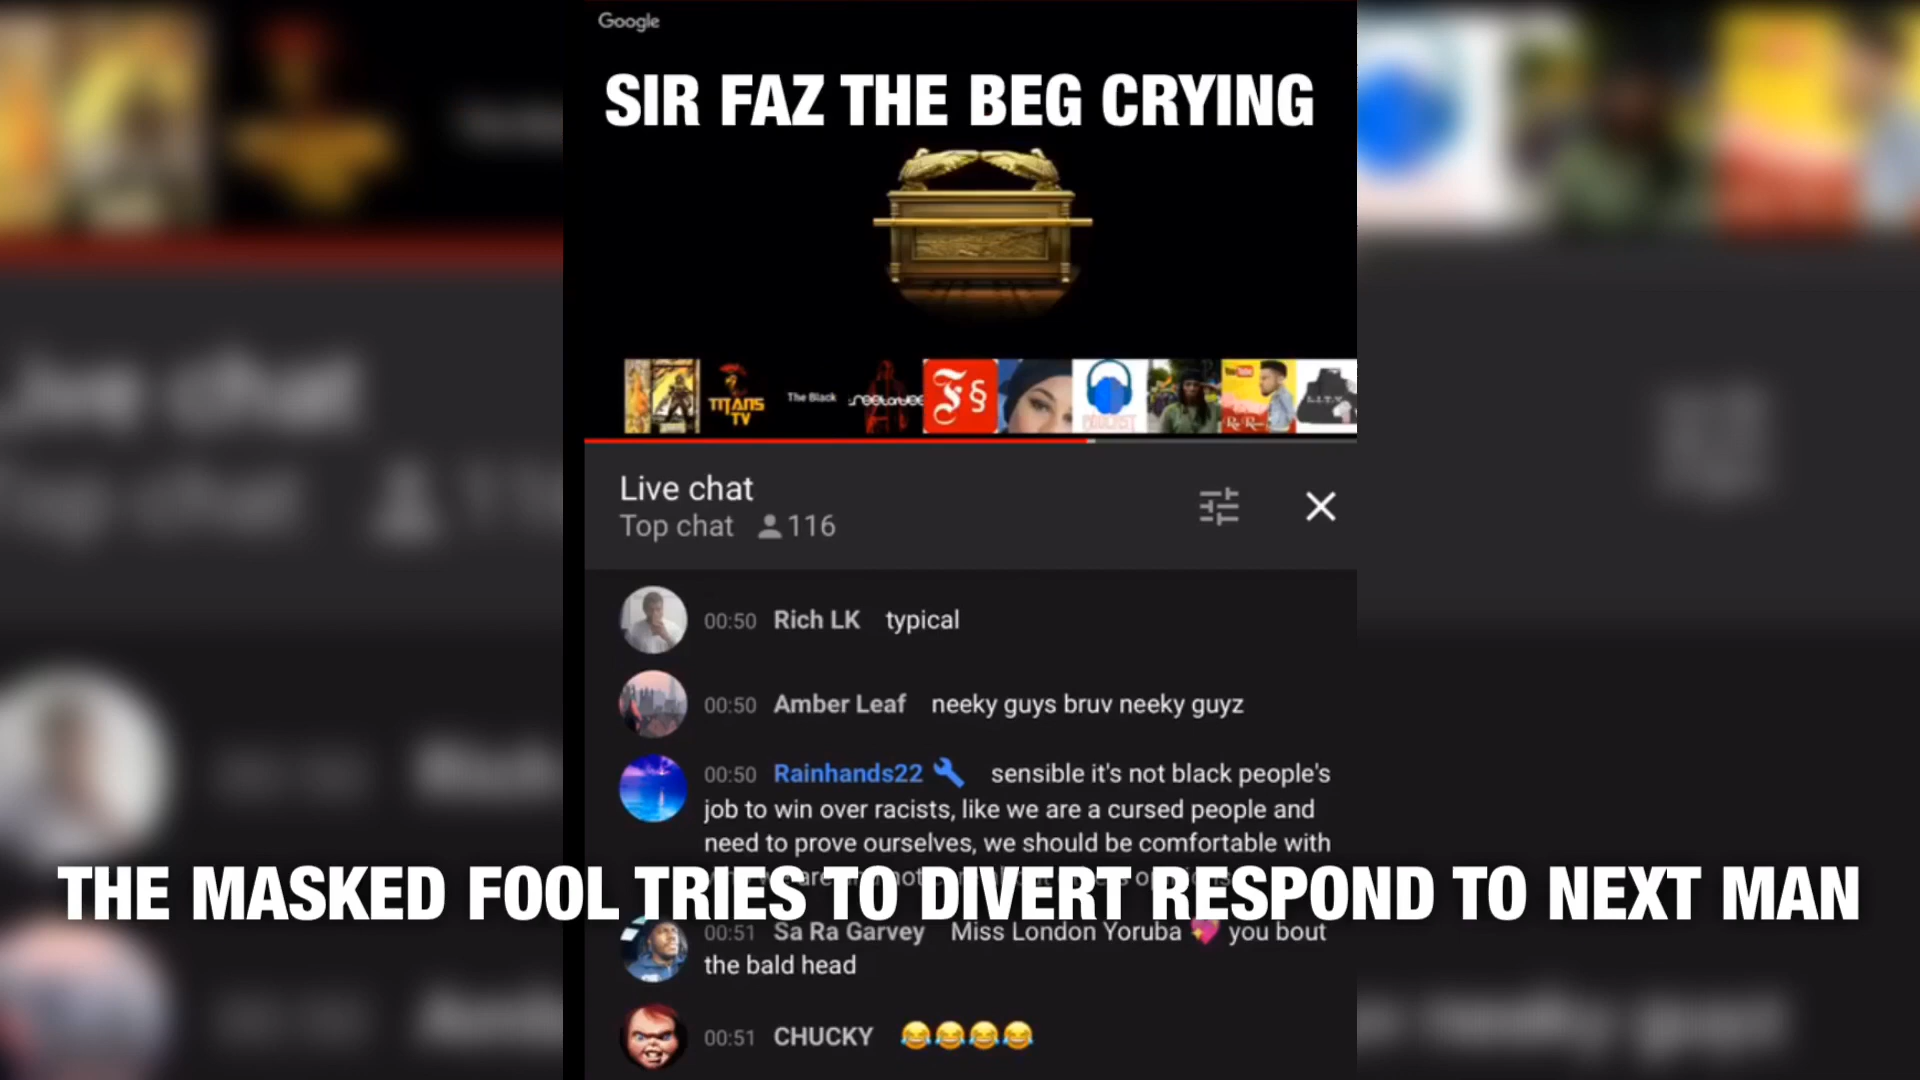 Google
SIR FAZ THE BEG CRYING
TITANS
TV
The Black
F§
PODCAST
YouTube
L.I.T.Y
Live chat
Top chat 116
00:50 Rich LK typical
00:50 Amber Leaf neeky guys bruv neeky guyz
00:50 Rainhands22 sensible it's not black people's
job to win over racists, like we are a cursed people and
need to prove ourselves, we should be comfortable with
THE MASKED FOOL TRIES TO DIVERT RESPOND TO NEXT MAN
00:51 Sa Ra Garvey Miss London Yoruba 💖 you bout
the bald head
00:51 CHUCKY 😂😂😂😂